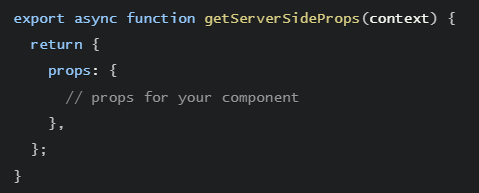 export async function getServerSideProps(context) {
  return {
    props: {
      // props for your component
    },
  };
}